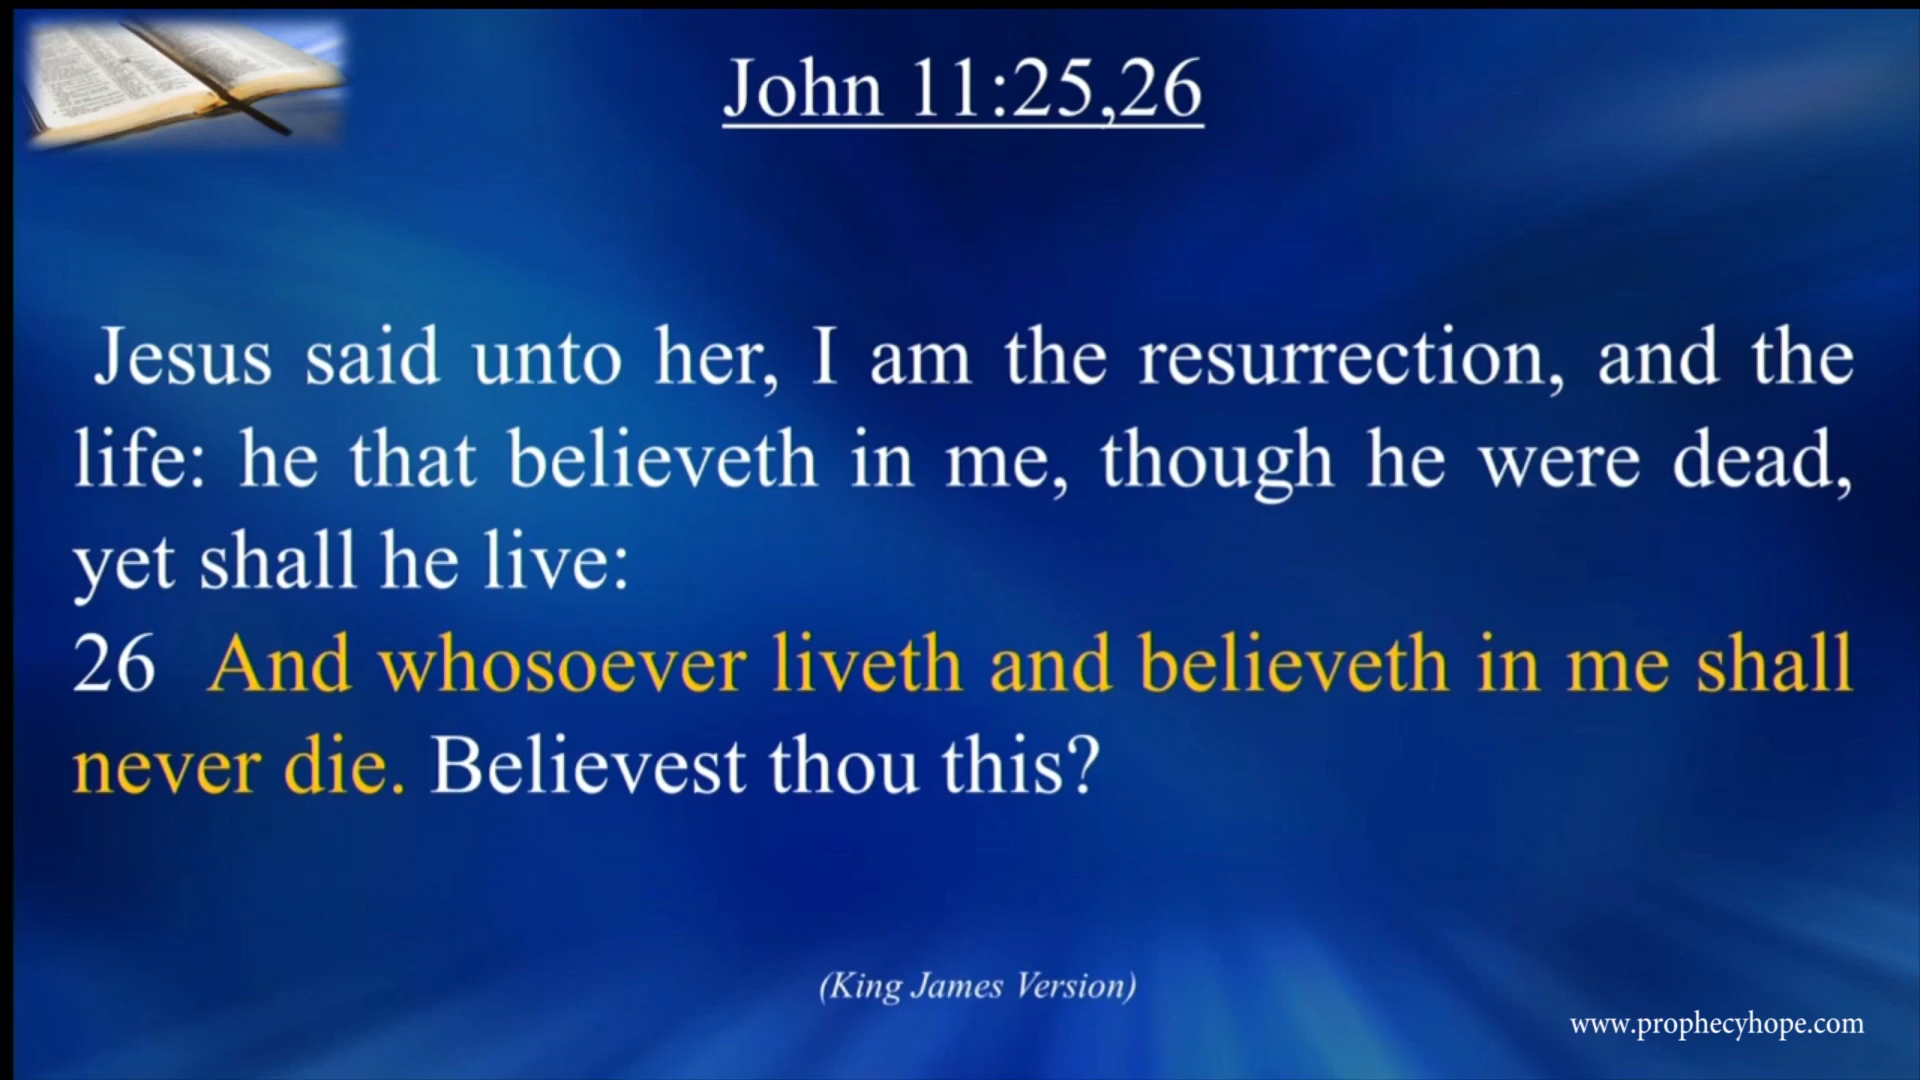 John 11:25,26
Jesus said unto her, I am the resurrection, and the
life: he that believeth in me, though he were dead,
yet shall he live:
26 And whosoever liveth and believeth in me shall
never die. Believest thou this?
(King James Version)
www.prophecyhope.com